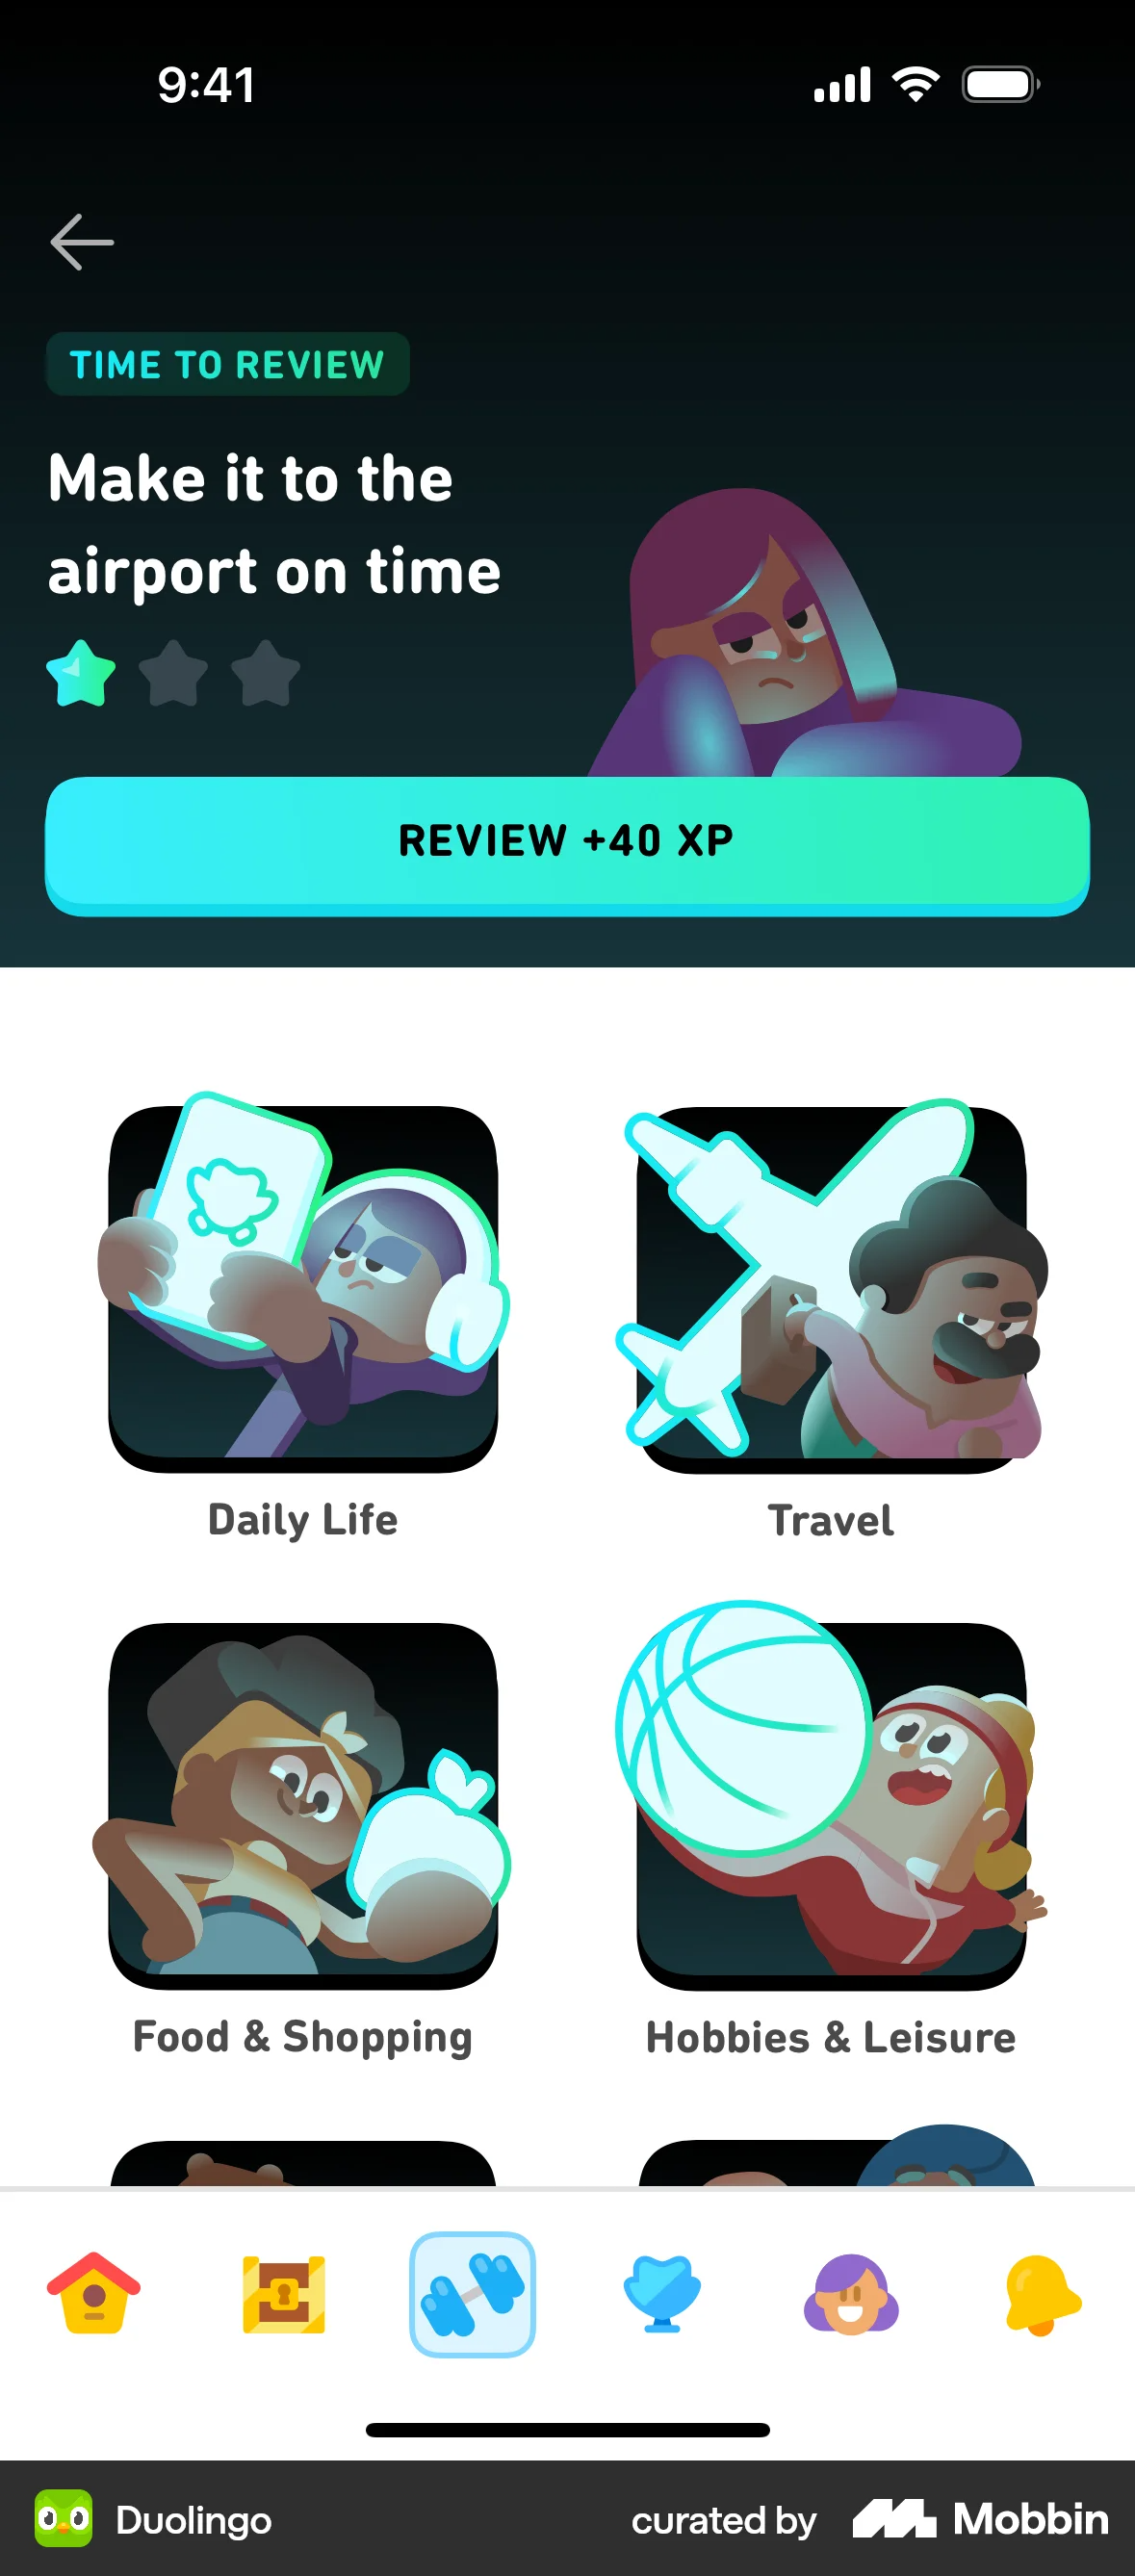 9:41
TIME TO REVIEW
Make it to the
airport on time
REVIEW +40 XP
Daily Life
Travel
Food & Shopping
Hobbies & Leisure
Duolingo
curated by Mobbin